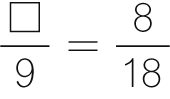 □/9 = 8/18